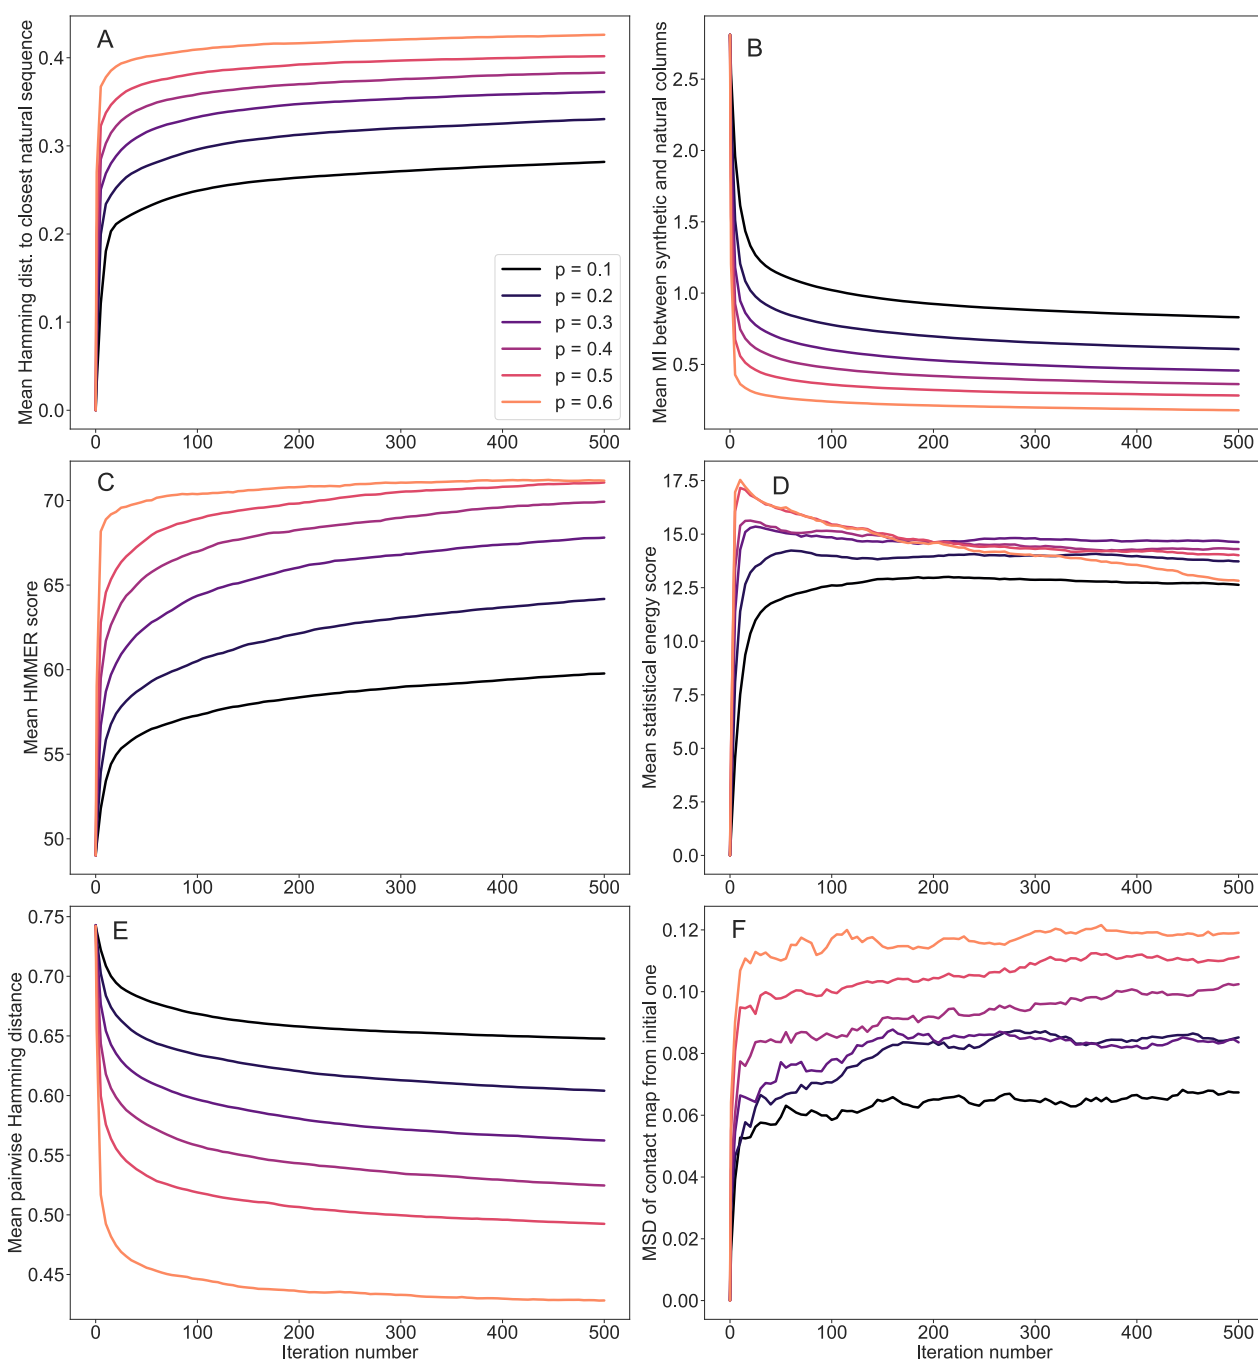 A
Mean Hamming dist. to closest natural sequence
0.4
0.3
0.2
0.1
0.0
p = 0.1
p = 0.2
p = 0.3
p = 0.4
p = 0.5
p = 0.6
0 100 200 300 400 500
B
Mean MI between synthetic and natural columns
2.5
2.0
1.5
1.0
0.5
0 100 200 300 400 500
C
Mean HMMER score
70
65
60
55
50
0 100 200 300 400 500
D
Mean statistical energy score
17.5
15.0
12.5
10.0
7.5
5.0
2.5
0.0
0 100 200 300 400 500
E
Mean pairwise Hamming distance
0.75
0.70
0.65
0.60
0.55
0.50
0.45
0 100 200 300 400 500
Iteration number
F
MSD of contact map from initial one
0.12
0.10
0.08
0.06
0.04
0.02
0.00
0 100 200 300 400 500
Iteration number